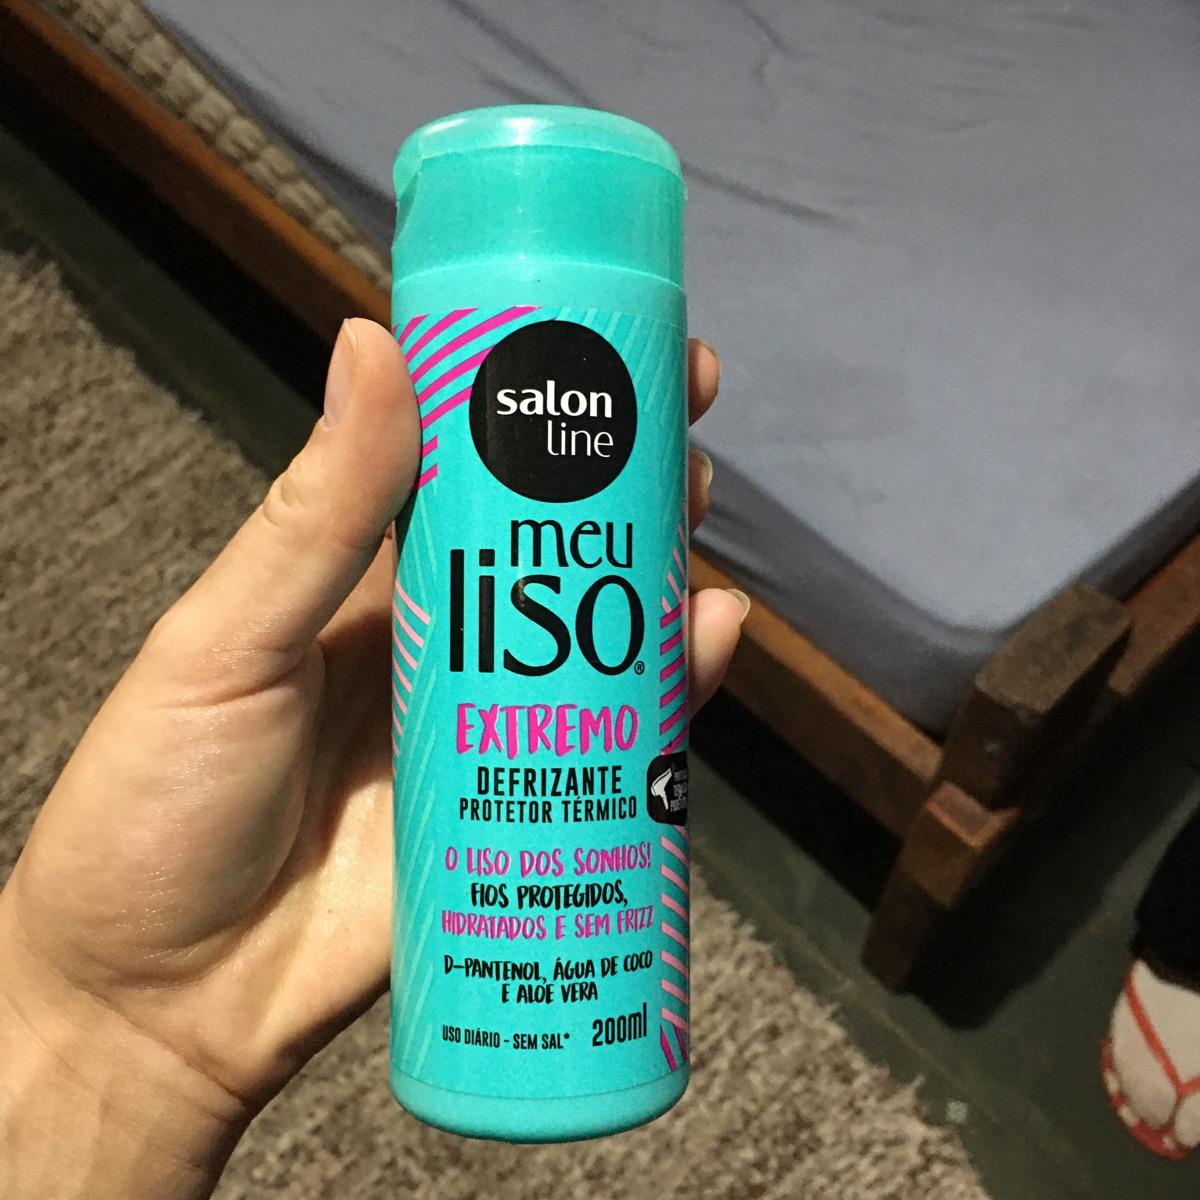 salon
line
meu
liso®
EXTREMO
DEFRIZANTE
PROTETOR TÉRMICO
O LISO DOS SONHOS!
FIOS PROTEGIDOS,
HIDRATADOS E SEM FRIZZ
D-PANTENOL, ÁGUA DE COCO
E ALOE VERA
USO DIÁRIO - SEM SAL* 200ml